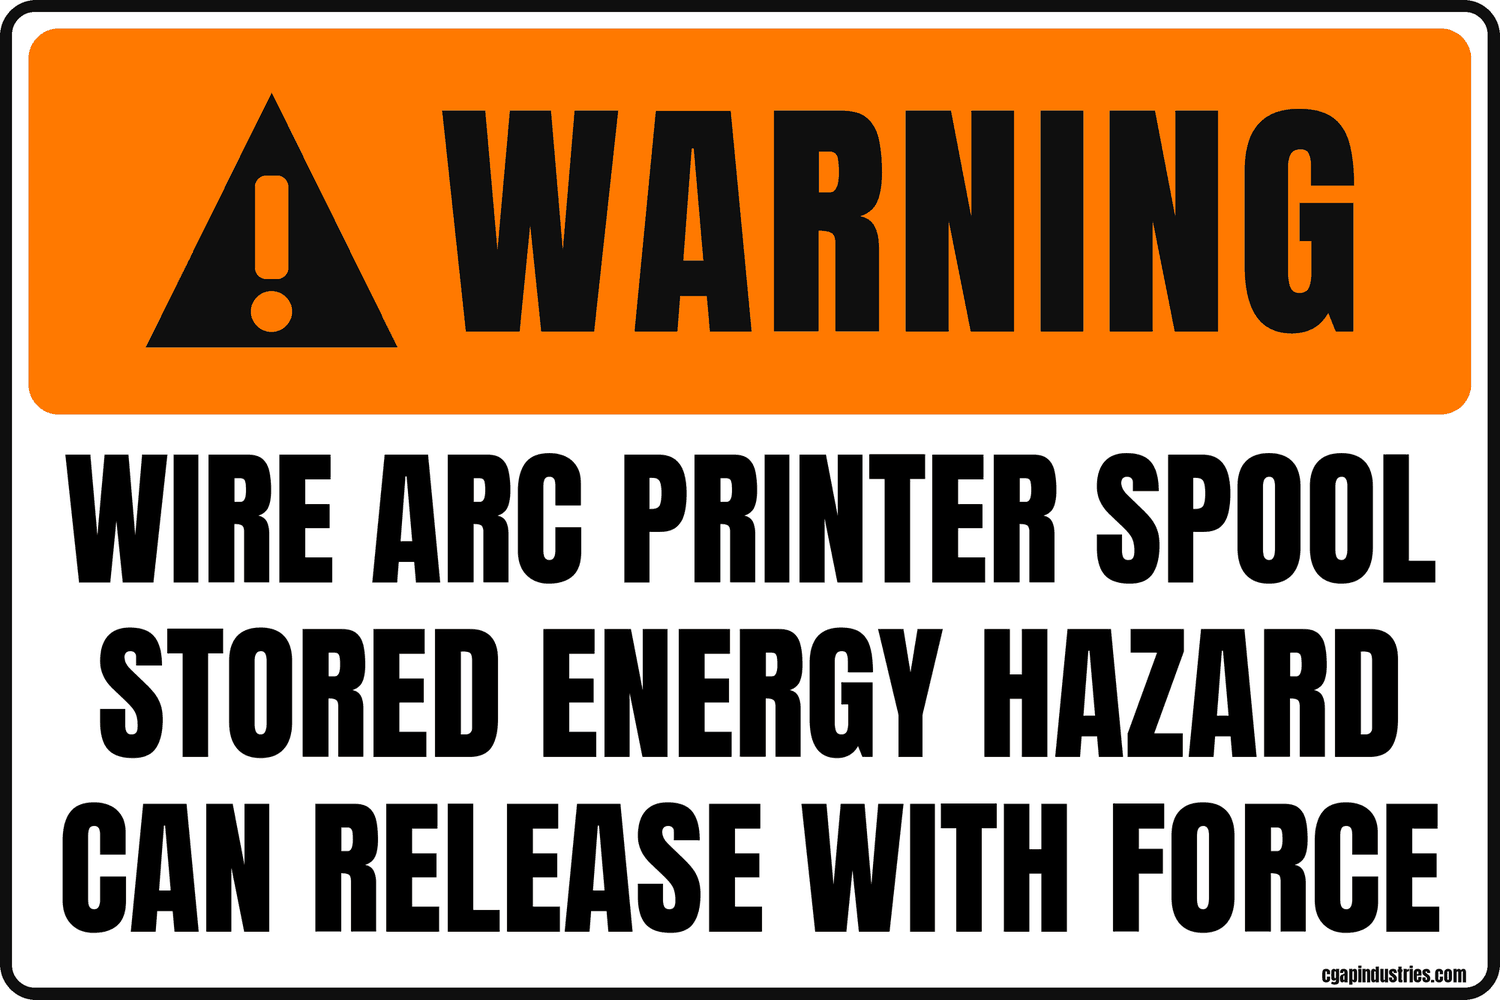 WARNING
WIRE ARC PRINTER SPOOL
STORED ENERGY HAZARD
CAN RELEASE WITH FORCE
cgapindustries.com